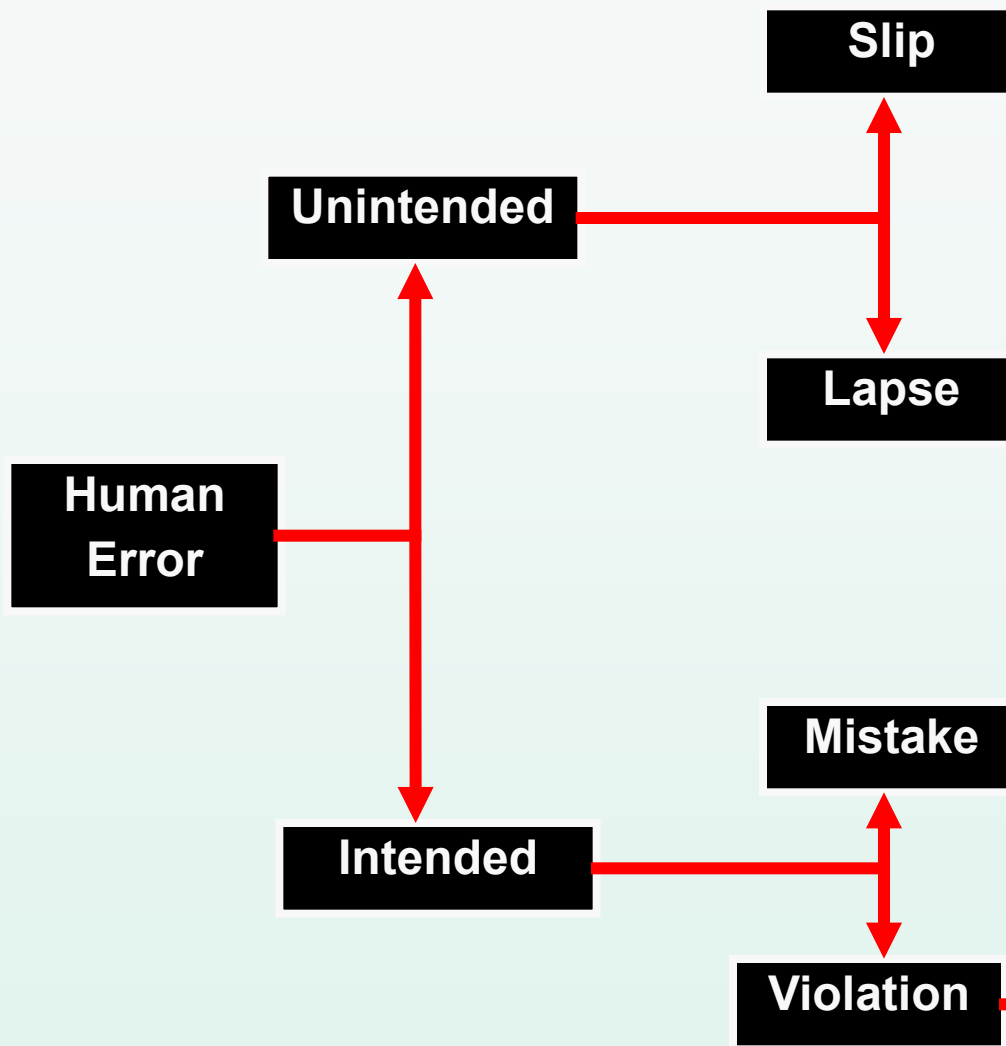 Slip
Unintended
Lapse
Human
Error
Mistake
Intended
Violation